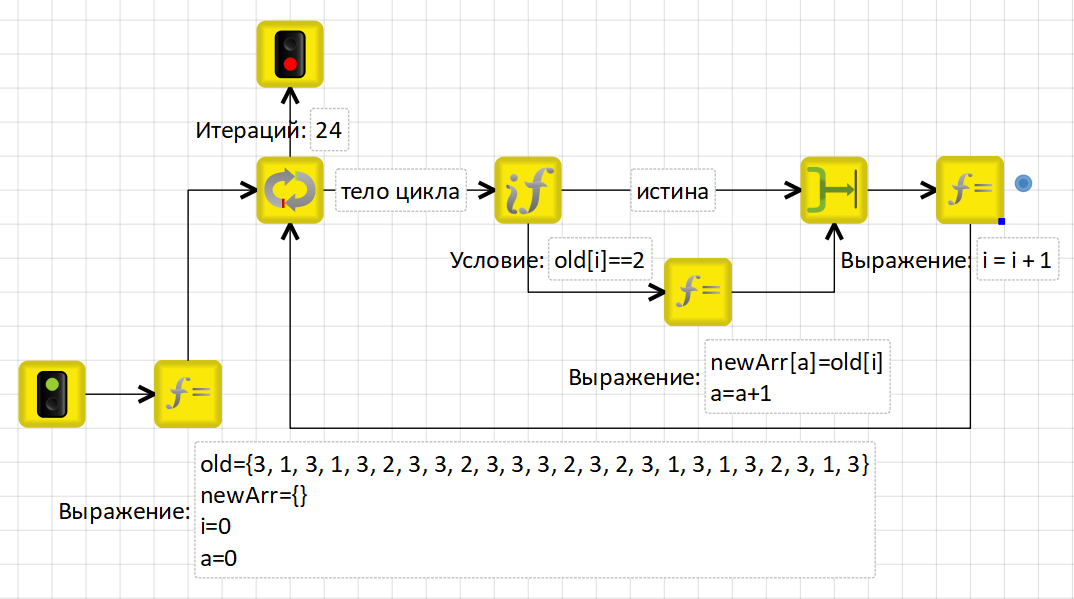 Итераций: 24
тело цикла
истина
Условие: old[i]==2
Выражение: i = i + 1
Выражение:
newArr[a]=old[i]
a=a+1
Выражение:
old={3, 1, 3, 1, 3, 2, 3, 3, 2, 3, 3, 3, 2, 3, 2, 3, 1, 3, 1, 3, 2, 3, 1, 3}
newArr={}
i=0
a=0
if
f=
f=
f=